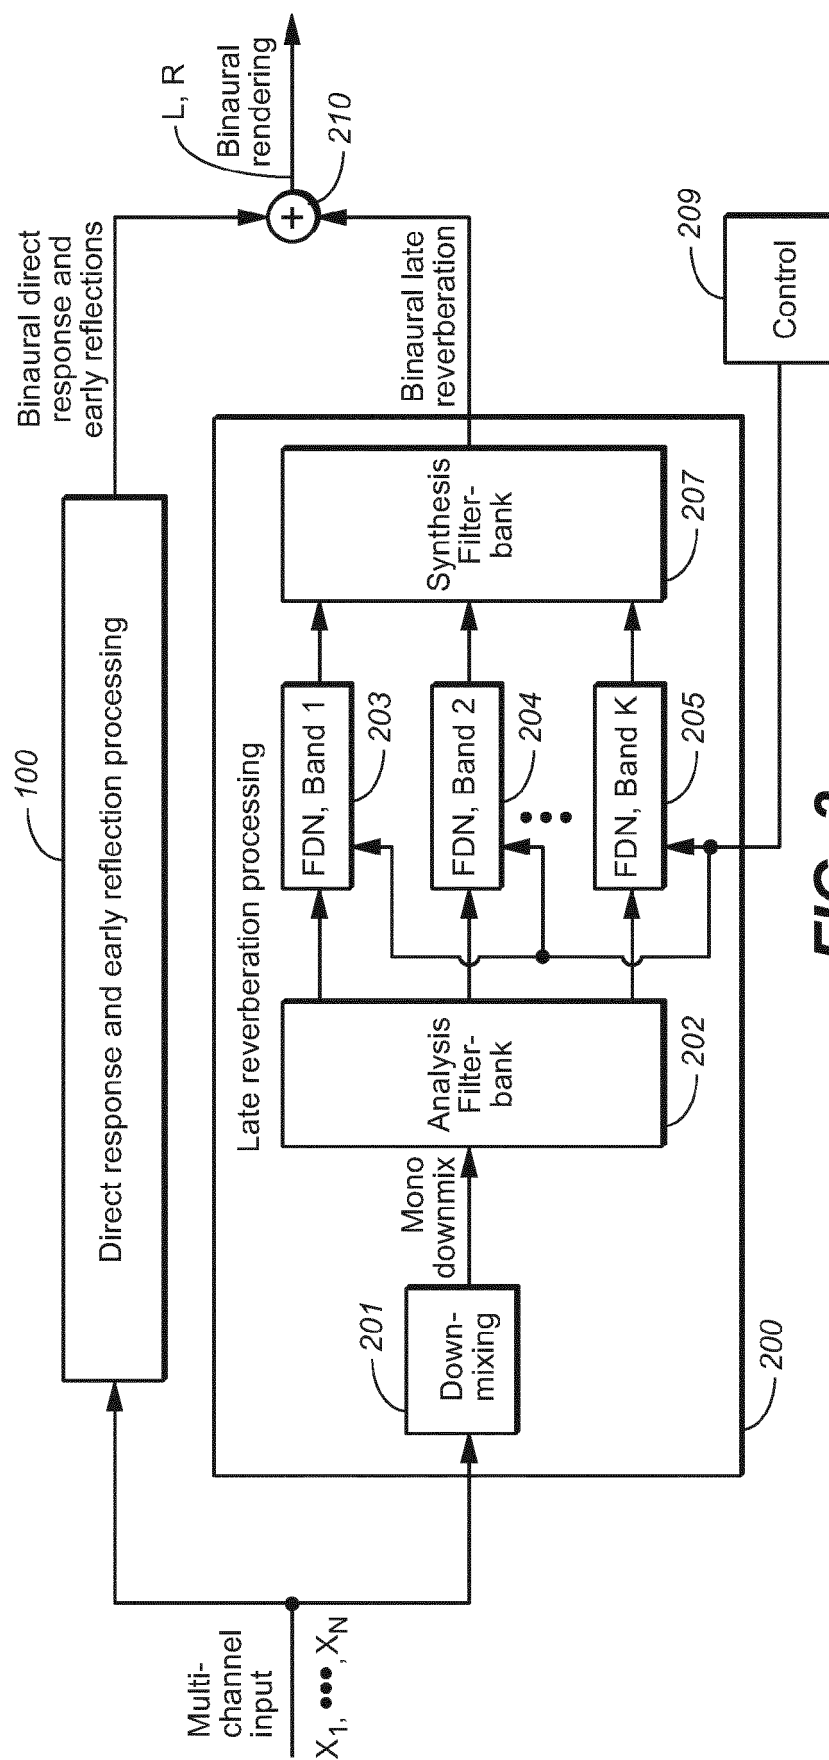 100
Direct response and early reflection processing
Binaural direct
response and
early reflections
L, R
Binaural
rendering
210
Multi-
channel
input
X1, •••, XN
Late reverberation processing
201
Down-
mixing
Mono
downmix
Analysis
Filter-
bank
202
FDN, Band 1
203
FDN, Band 2
204
FDN, Band K
205
Synthesis
Filter-
bank
207
Binaural late
reverberation
200
209
Control
FIG.